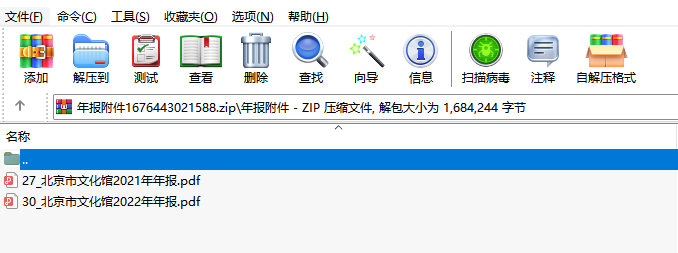 文件(F) 命令(C) 工具(S) 收藏夹(O) 选项(N) 帮助(H)
添加 解压到 测试 查看 删除 查找 向导 信息 扫描病毒 注释 自解压格式
年报附件1676443021588.zip\年报附件 - ZIP 压缩文件, 解包大小为 1,684,244 字节
名称
..
27_北京市文化馆2021年年报.pdf
30_北京市文化馆2022年年报.pdf